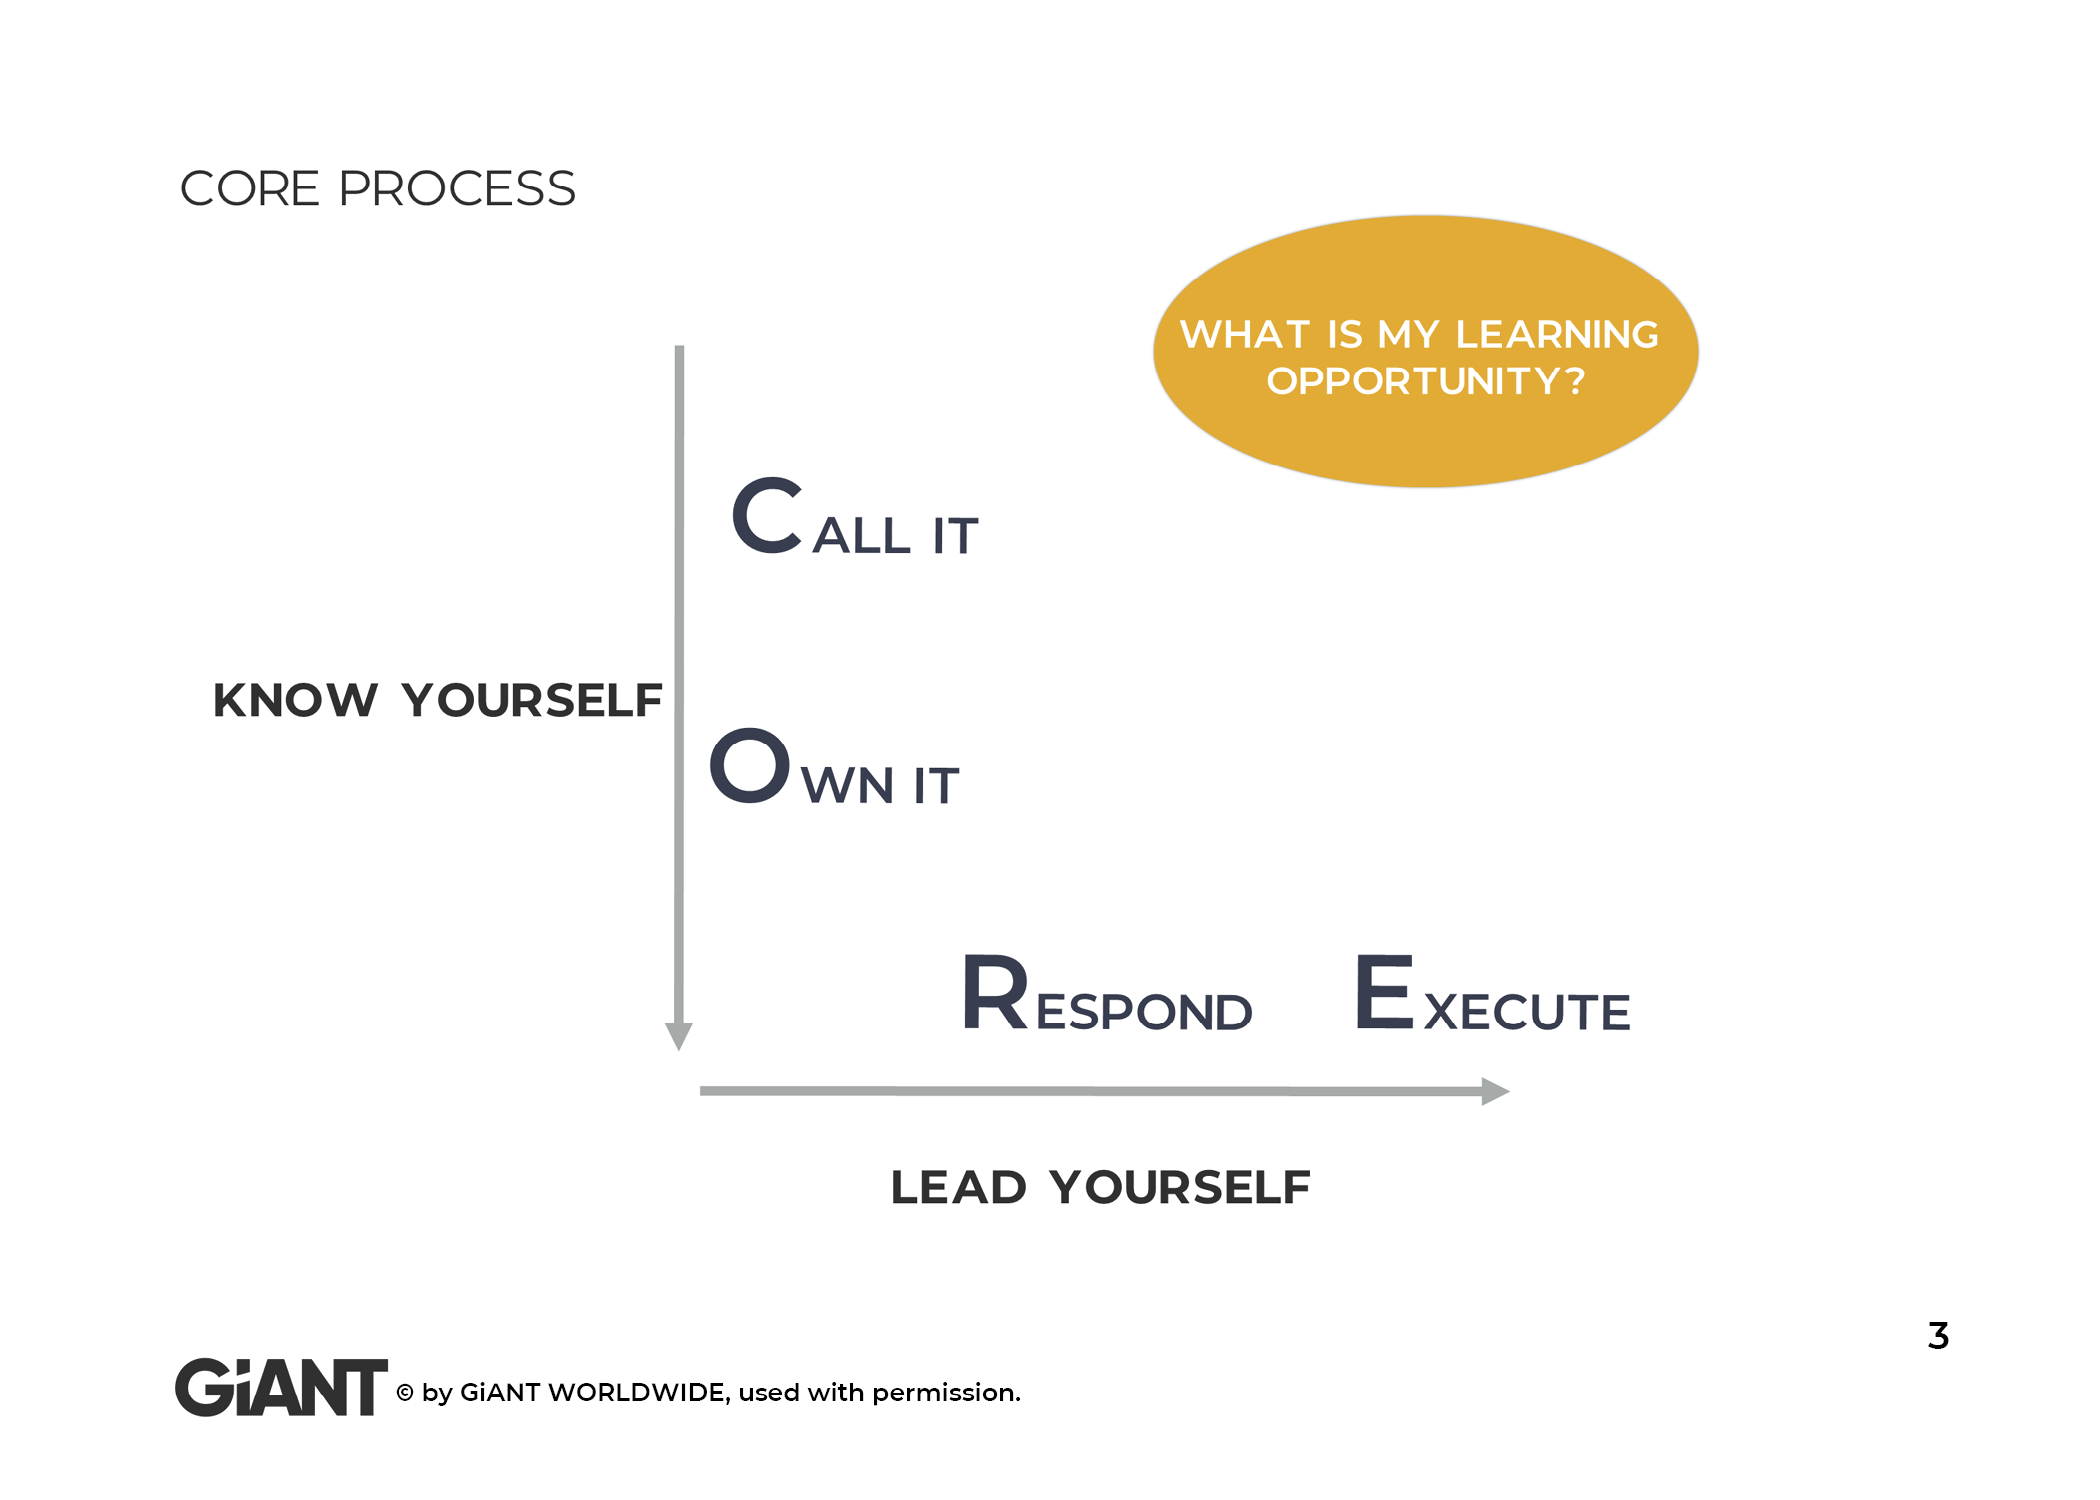 CORE PROCESS
WHAT IS MY LEARNING
OPPORTUNITY?
CALL IT
KNOW YOURSELF
OWN IT
RESPOND EXECUTE
LEAD YOURSELF
3
GiANT © by GiANT WORLDWIDE, used with permission.